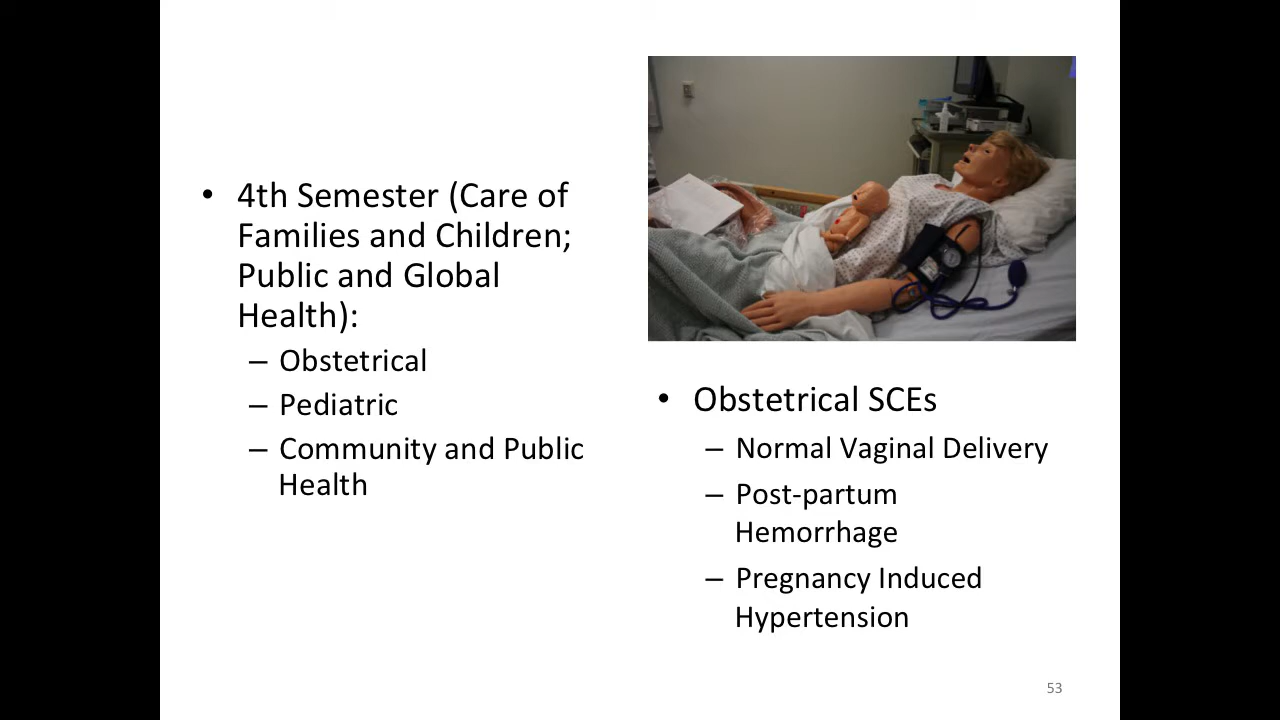 • 4th Semester (Care of
Families and Children;
Public and Global
Health):
– Obstetrical
– Pediatric
– Community and Public
Health
• Obstetrical SCEs
– Normal Vaginal Delivery
– Post-partum
Hemorrhage
– Pregnancy Induced
Hypertension
53